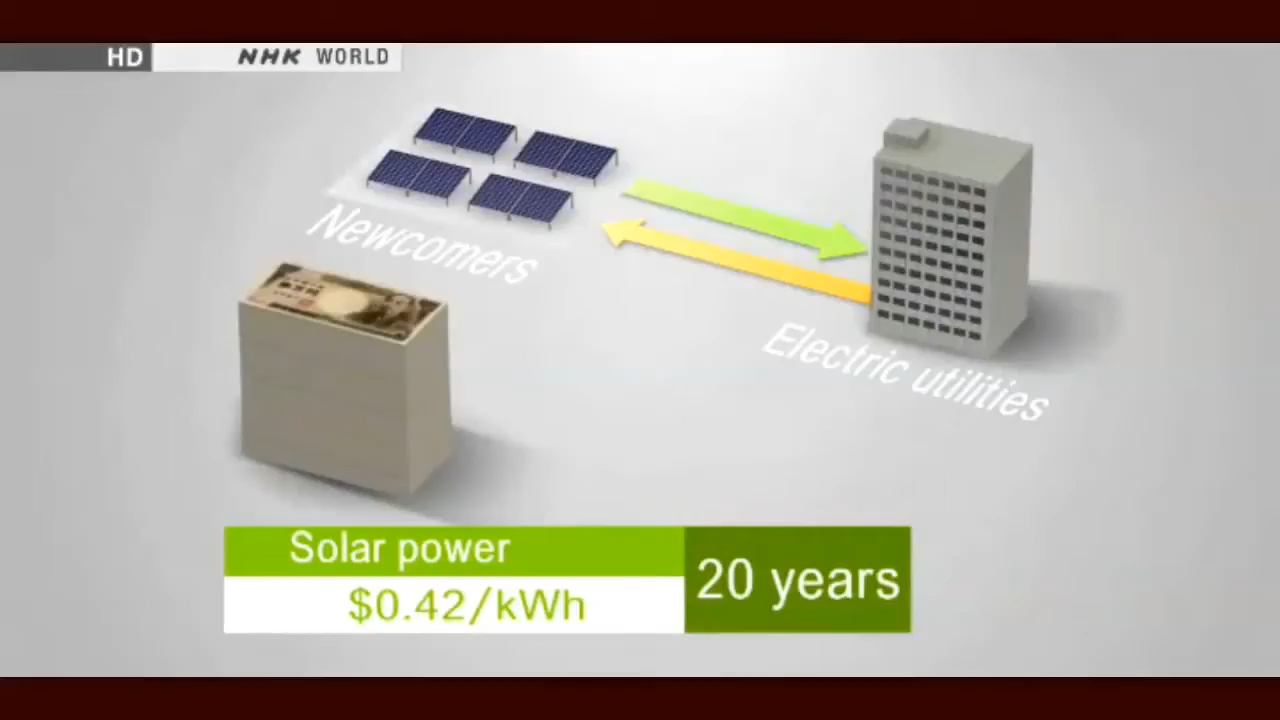 HD NHK WORLD
Newcomers
Electric utilities
Solar power
$0.42/kWh
20 years